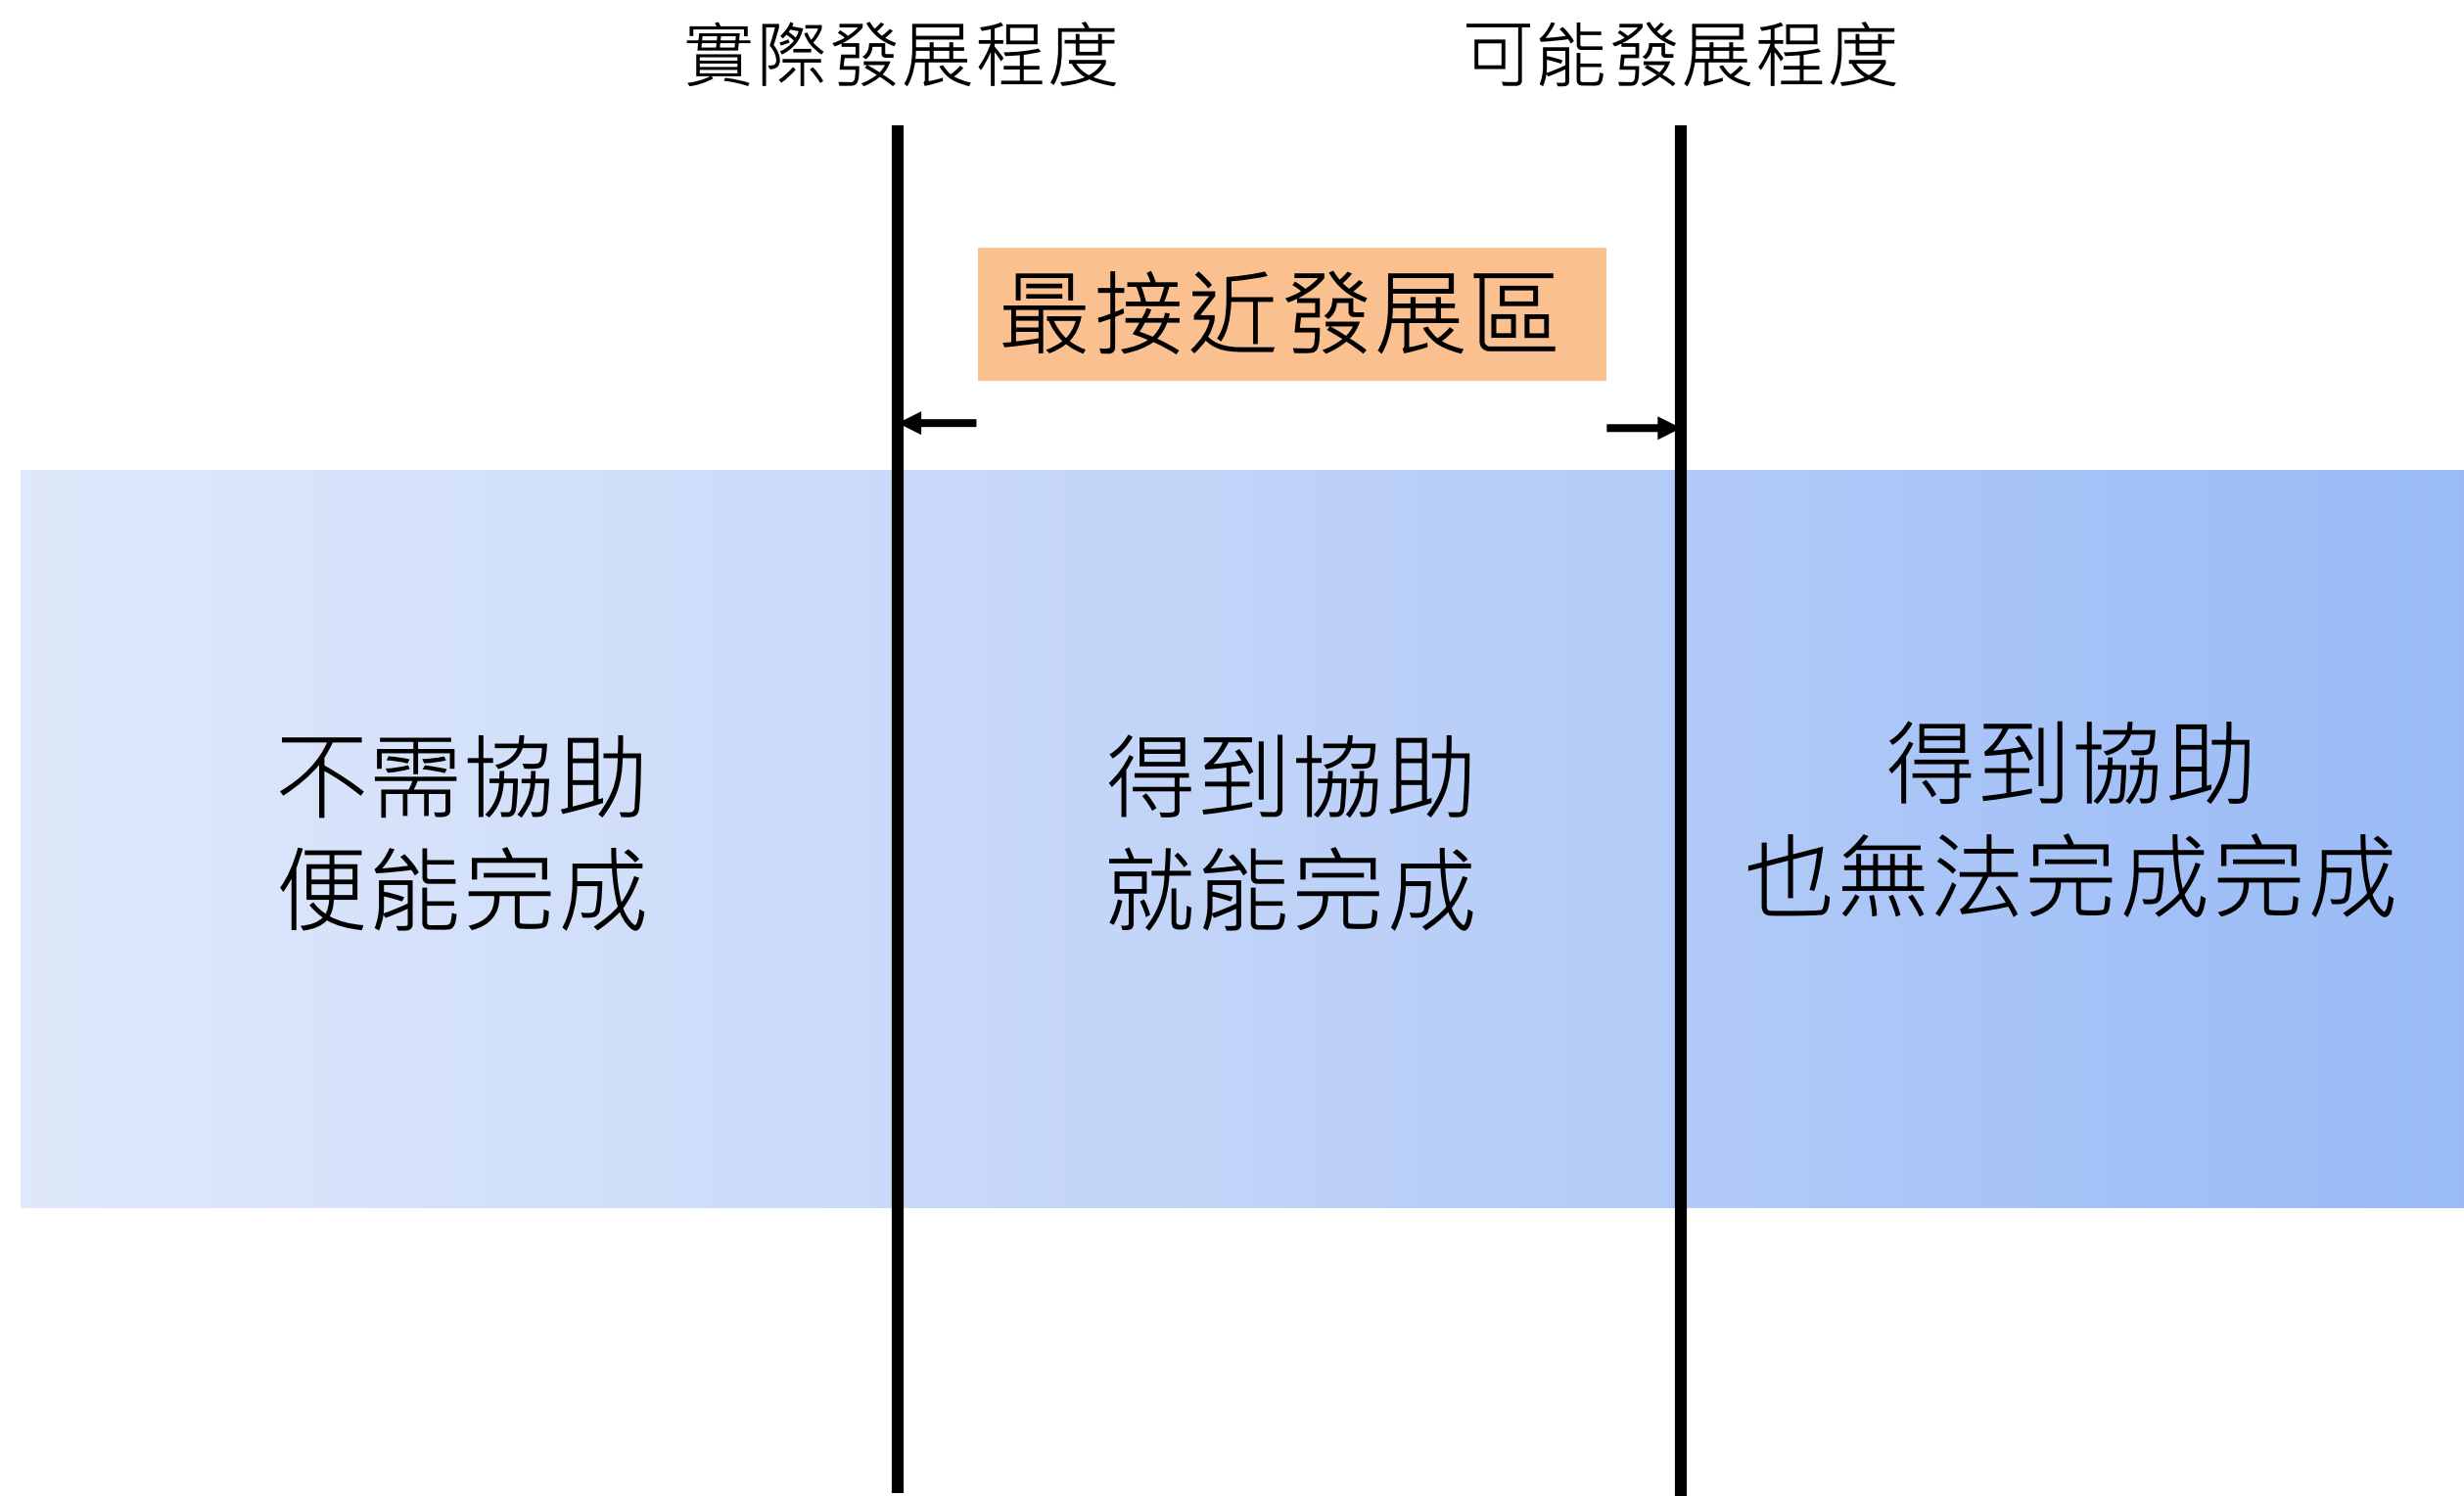 實際發展程度
可能發展程度
最接近發展區
不需協助
便能完成
得到協助
就能完成
得到協助
也無法完成完成